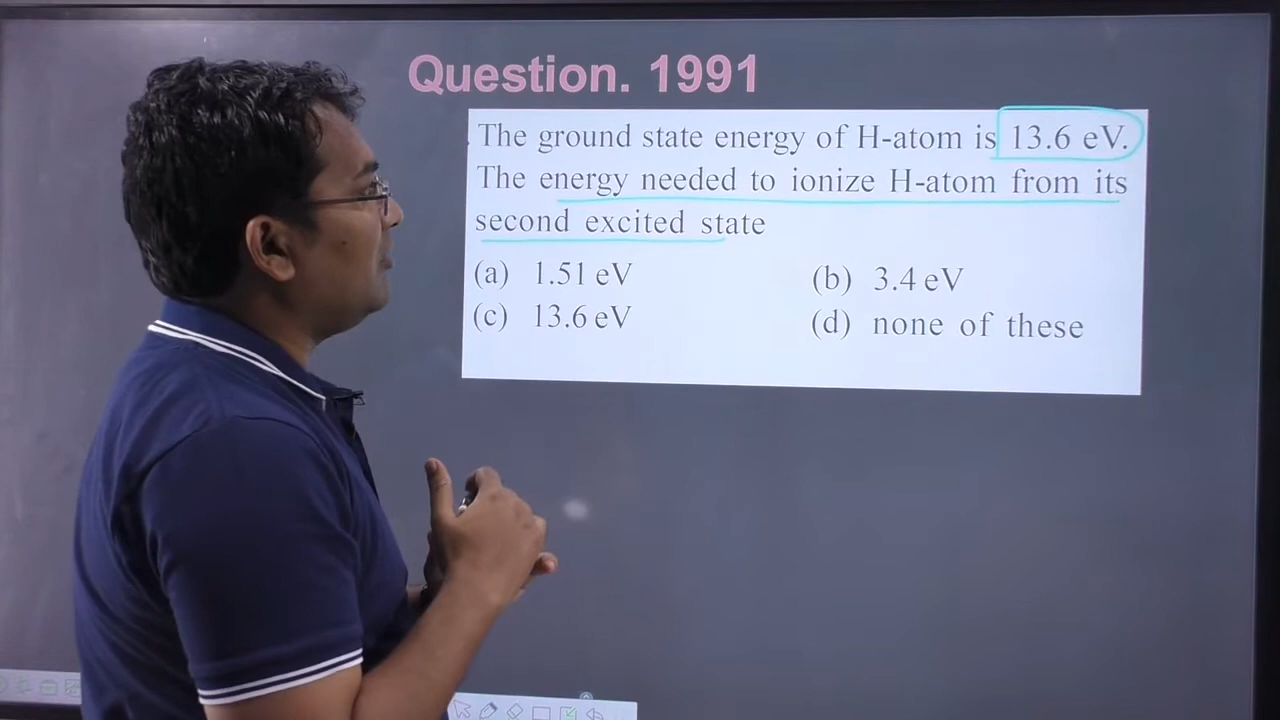 Question. 1991
The ground state energy of H-atom is 13.6 eV.
The energy needed to ionize H-atom from its
second excited state
(a) 1.51 eV (b) 3.4 eV
(c) 13.6 eV (d) none of these